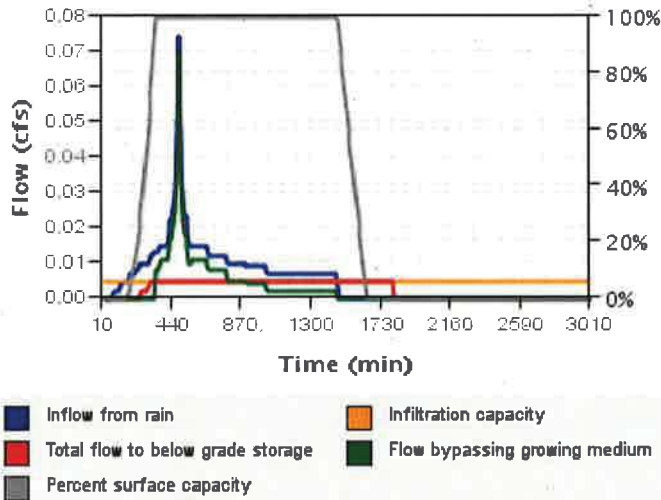 0.08
0.07
0.06
0.05
0.04
0.03
0.02
0.01
0.00
Flow (cfs)
100%
80%
60%
40%
20%
0%
10 440 870. 1300 1730 2160 2590 3010
Time (min)
Inflow from rain
Infiltration capacity
Total flow to below grade storage
Flow bypassing growing medium
Percent surface capacity